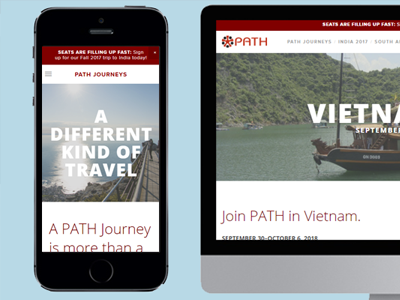 SEATS ARE FILLING UP FAST: Sign
up for our Fall 2017 trip to India today!
PATH JOURNEYS
A
DIFFERENT
KIND OF
TRAVEL
A PATH Journey
is more than a
SEATS ARE FILLING UP FAST: S
PATH
PATH JOURNEYS INDIA 2017 SOUTH A
VIETNA
SEPTEMBER
Join PATH in Vietnam.
SEPTEMBER 30-OCTOBER 6, 2018